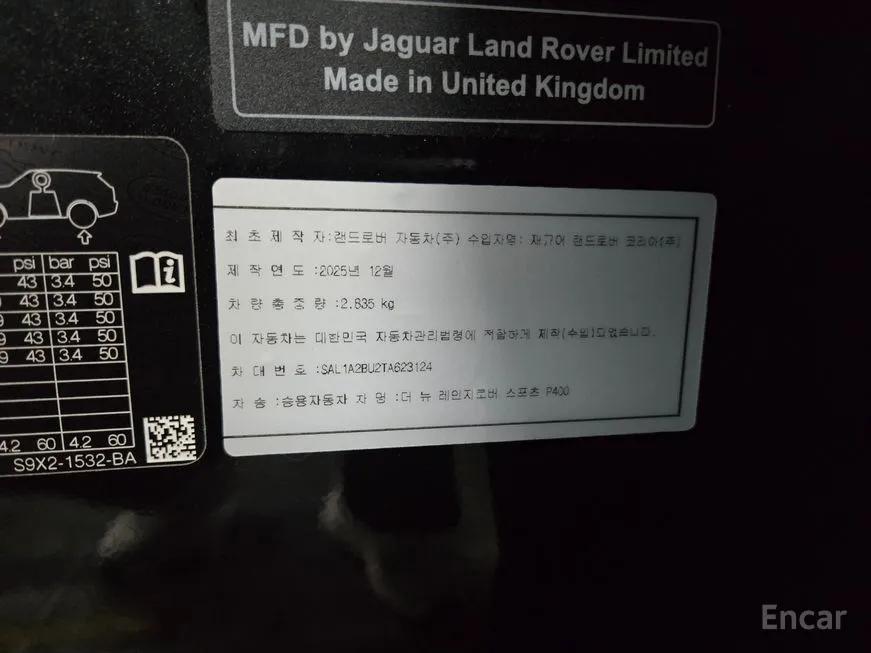 MFD by Jaguar Land Rover Limited
Made in United Kingdom
최 초 제 작 자:랜드로버 자동차(주) 수입자명: 재규어 랜드로버 코리아(주)
제 작 연 도 :2025년 12월
차 량 총 중 량 :2.835 kg
이 자동차는 대한민국 자동차관리법령에 적합하게 제작(수입)되었습니다.
차 대 번 호 :SAL1A2BU2TA623124
차 종 :승용자동차 차 명 :더 뉴 레인지로버 스포츠 P400
psi bar psi
43 3.4 50
43 3.4 50
43 3.4 50
43 3.4 50
4.2 60 4.2 60
S9X2-1532-BA
Encar